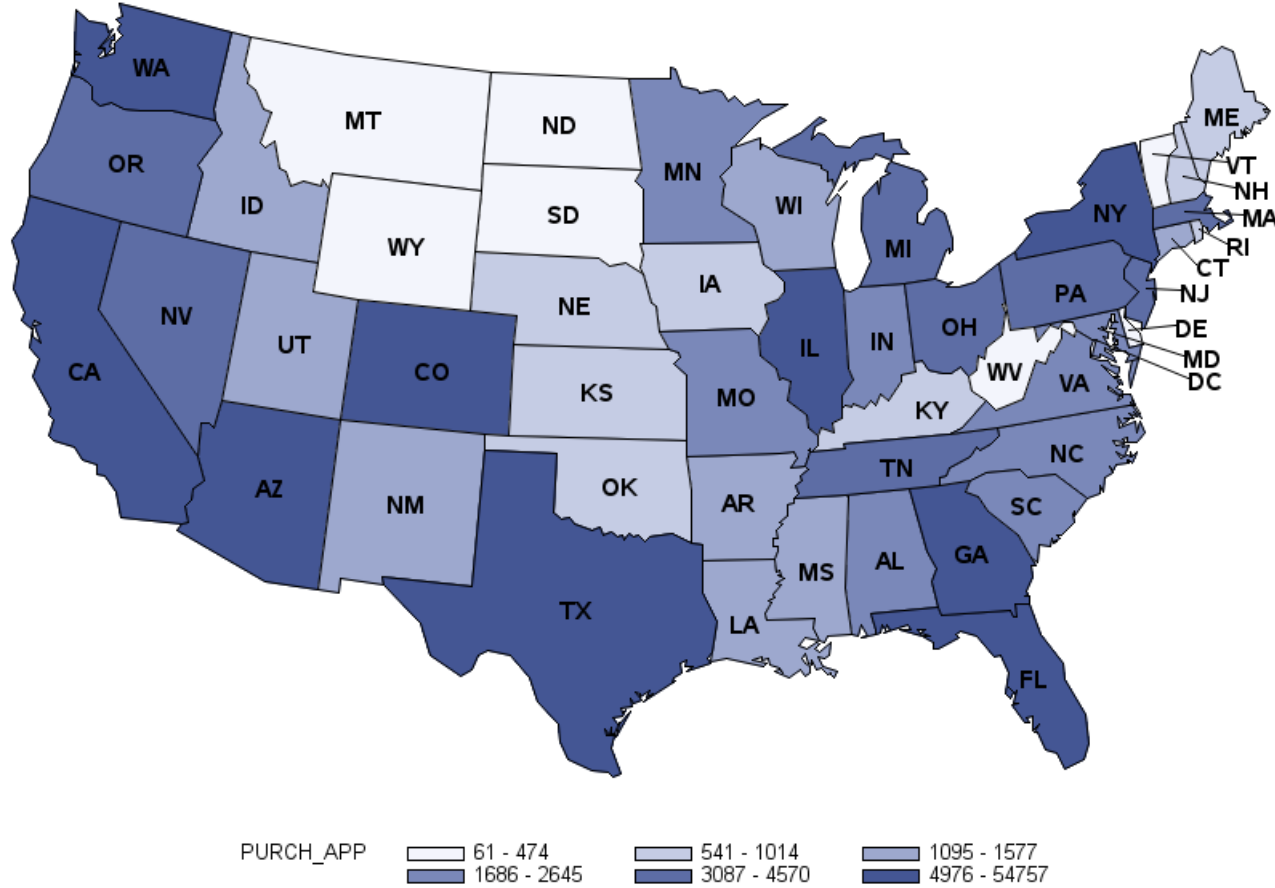 WA
ME
MT
ND
OR
MN
VT
NH
ID
SD
WI
NY
MA
WY
MI
RI
CT
IA
PA
NJ
NE
NV
OH
DE
UT
IL
IN
MD
CA
CO
WV
DC
VA
KS
MO
KY
NC
TN
AZ
OK
NM
AR
SC
GA
AL
MS
TX
LA
FL
PURCH_APP 61 - 474 541 - 1014 1095 - 1577
1686 - 2645 3087 - 4570 4976 - 54757